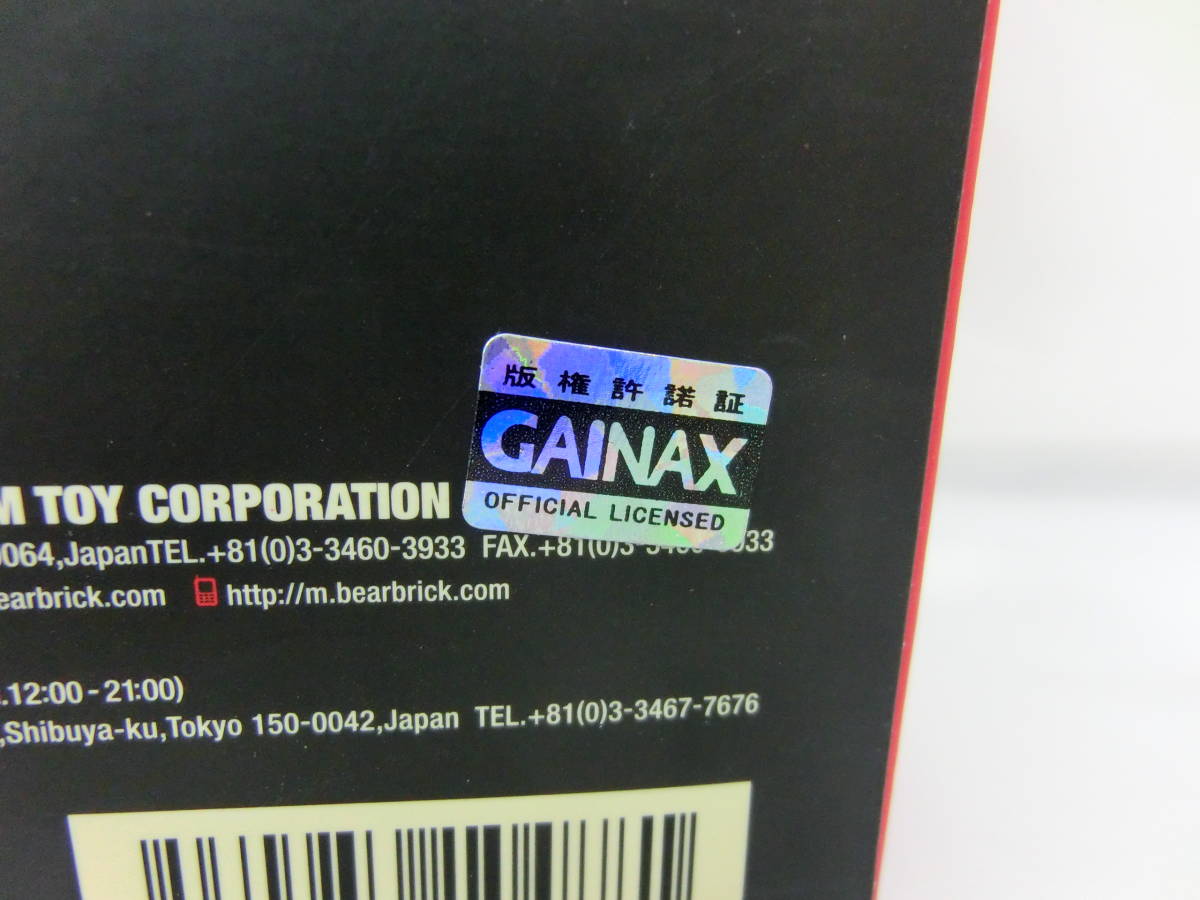 版権許諾証
GAINAX
OFFICIAL LICENSED
M TOY CORPORATION
0064,JapanTEL.+81(0)3-3460-3933 FAX.+81(0)3-
earbrick.com http://m.bearbrick.com
.12:00-21:00)
,Shibuya-ku,Tokyo 150-0042,Japan TEL.+81(0)3-3467-7676